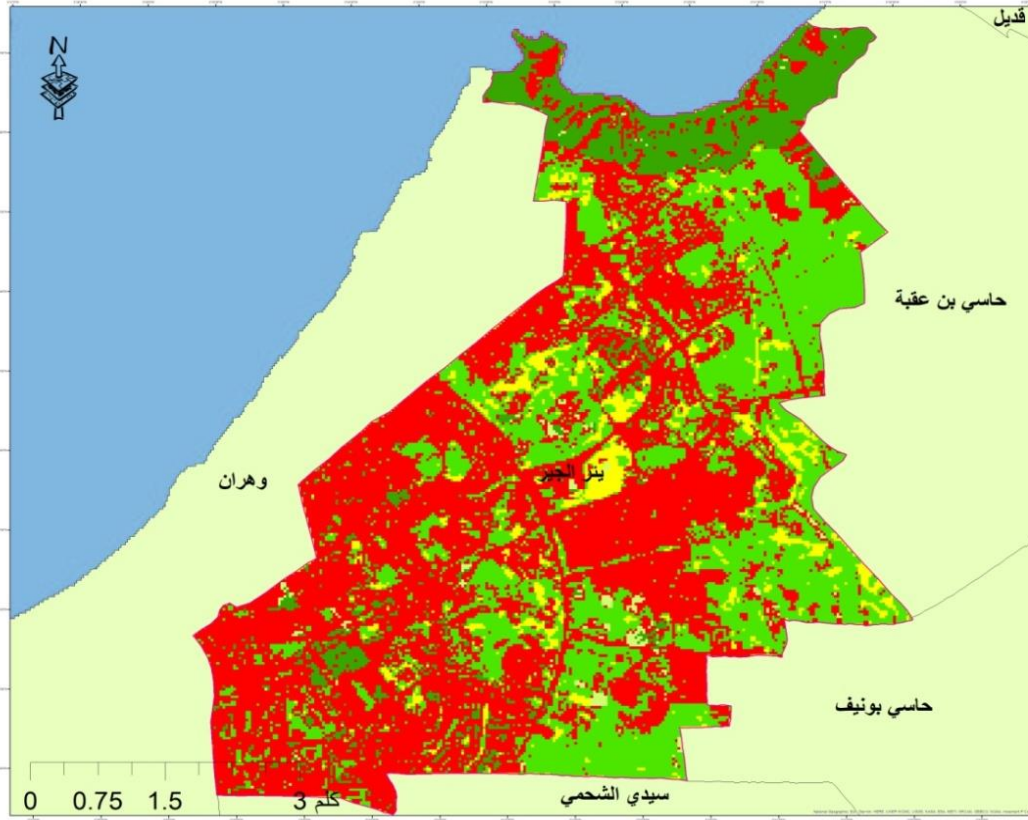 قديل
N
حاسي بن عقبة
وهران
بئر الجير
حاسي بونيف
سيدي الشحمي
0 0.75 1.5 3 كلم